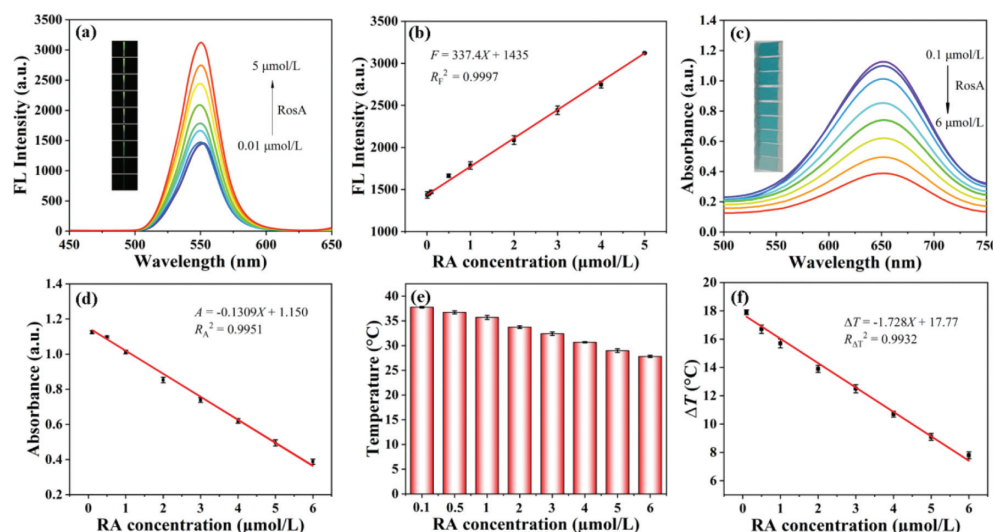 (a)
5 μmol/L
RosA
0.01 μmol/L
FL Intensity (a.u.)
3500
3000
2500
2000
1500
1000
500
0
450 500 550 600 650
Wavelength (nm)
(b)
F = 337.4X + 1435
R_F² = 0.9997
FL Intensity (a.u.)
3500
3000
2500
2000
1500
1000
0 1 2 3 4 5
RA concentration (μmol/L)
(c)
0.1 μmol/L
RosA
6 μmol/L
Absorbance (a.u.)
1.4
1.2
1.0
0.8
0.6
0.4
0.2
0.0
500 550 600 650 700 750
Wavelength (nm)
(d)
A = -0.1309X + 1.150
R_A² = 0.9951
Absorbance (a.u.)
1.4
1.2
1.0
0.8
0.6
0.4
0.2
0 1 2 3 4 5 6
RA concentration (μmol/L)
(e)
Temperature (°C)
40
35
30
25
20
15
10
5
0
0.1 0.5 1 2 3 4 5 6
RA concentration (μmol/L)
(f)
ΔT = -1.728X + 17.77
R_ΔT² = 0.9932
ΔT (°C)
20
18
16
14
12
10
8
6
0 1 2 3 4 5 6
RA concentration (μmol/L)